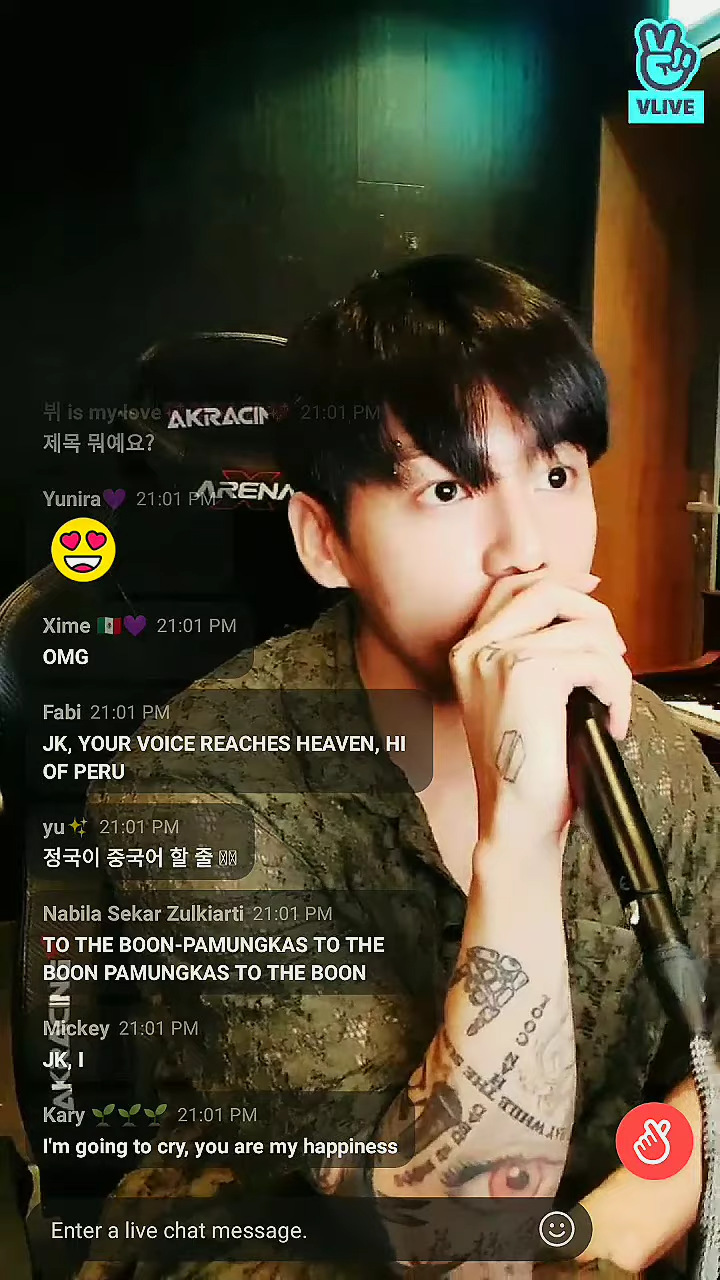 VLIVE
뷔 is my love 21:01 PM
제목 뭐예요?
AKRACIN
ARENA
Yunira 21:01 PM
Xime 21:01 PM
OMG
Fabi 21:01 PM
JK, YOUR VOICE REACHES HEAVEN, HI
OF PERU
yu 21:01 PM
정국이 중국어 할 줄
Nabila Sekar Zulkiarti 21:01 PM
TO THE BOON-PAMUNGKAS TO THE
BOON PAMUNGKAS TO THE BOON
AKRACING
Mickey 21:01 PM
JK, I
Kary 21:01 PM
I'm going to cry, you are my happiness
Enter a live chat message.